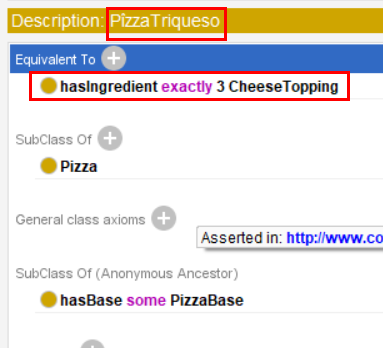 Description: PizzaTriqueso
Equivalent To
hasIngredient exactly 3 CheeseTopping
SubClass Of
Pizza
General class axioms
Asserted in: http://www.co
SubClass Of (Anonymous Ancestor)
hasBase some PizzaBase